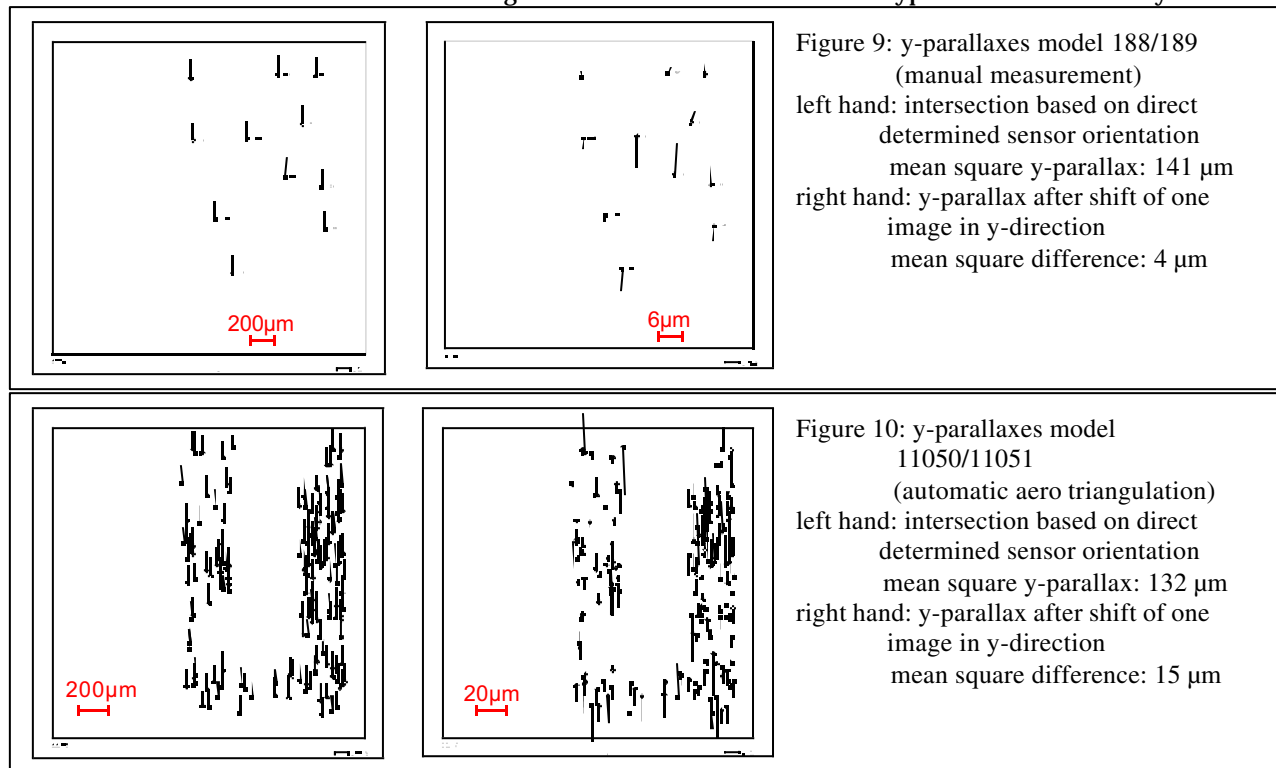 Figure 9: y-parallaxes model 188/189
(manual measurement)
left hand: intersection based on direct
determined sensor orientation
mean square y-parallax: 141 µm
right hand: y-parallax after shift of one
image in y-direction
mean square difference: 4 µm
200µm
6µm
Figure 10: y-parallaxes model
11050/11051
(automatic aero triangulation)
left hand: intersection based on direct
determined sensor orientation
mean square y-parallax: 132 µm
right hand: y-parallax after shift of one
image in y-direction
mean square difference: 15 µm
200µm
20µm